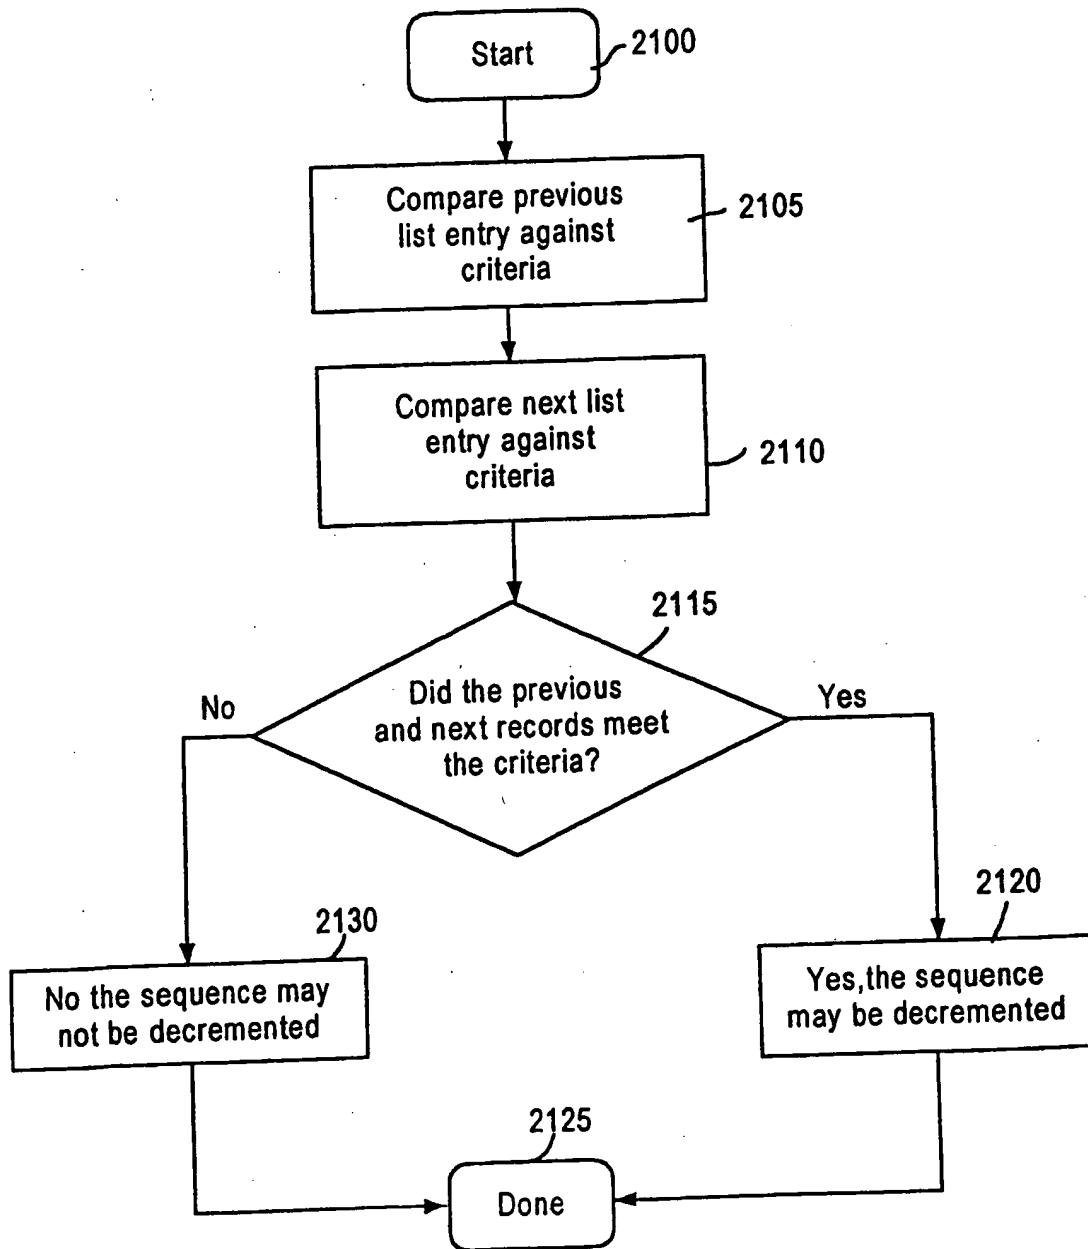 Start
2100
Compare previous
list entry against
criteria
2105
Compare next list
entry against
criteria
2110
2115
Did the previous
and next records meet
the criteria?
No
Yes
2130
No the sequence may
not be decremented
2120
Yes,the sequence
may be decremented
2125
Done